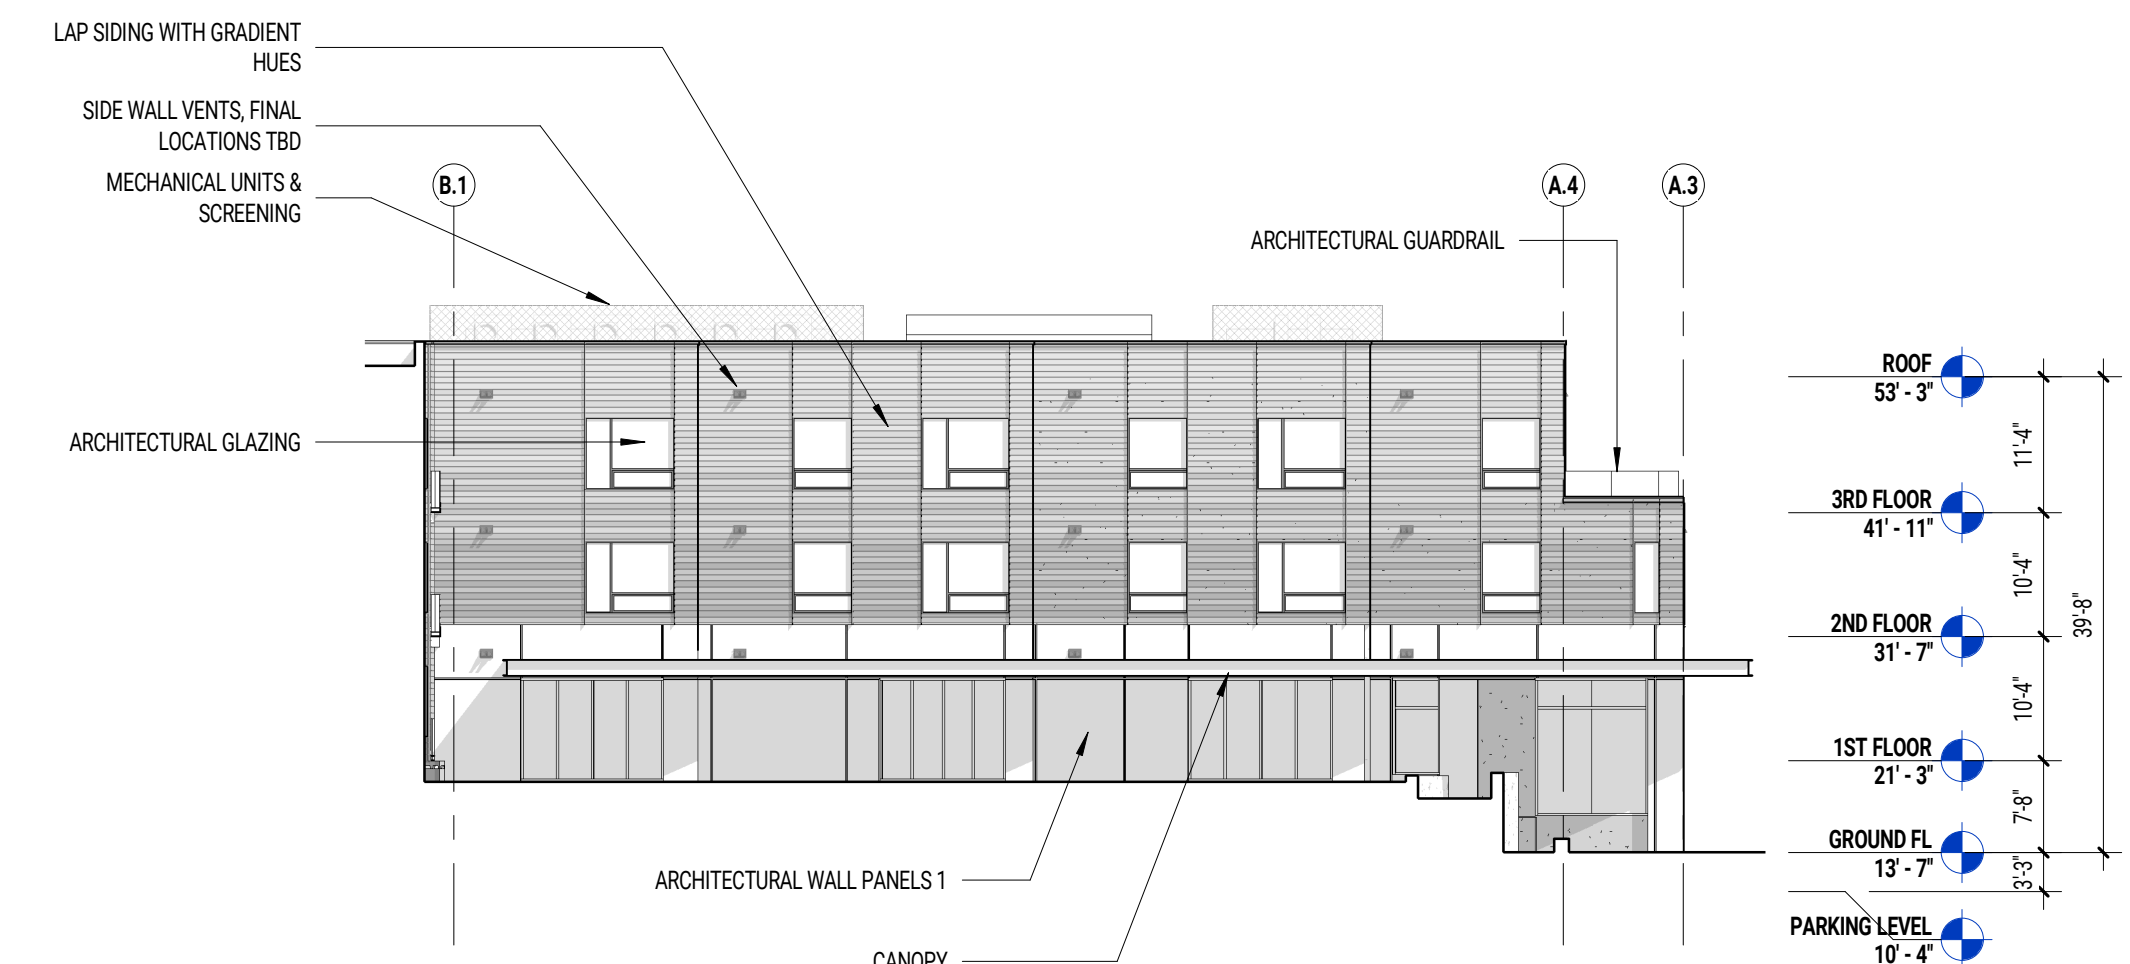 LAP SIDING WITH GRADIENT
HUES
SIDE WALL VENTS, FINAL
LOCATIONS TBD
MECHANICAL UNITS &
SCREENING
B.1
A.4
A.3
ARCHITECTURAL GUARDRAIL
ARCHITECTURAL GLAZING
ROOF
53' - 3"
11'-4"
3RD FLOOR
41' - 11"
10'-4"
39'-8"
2ND FLOOR
31' - 7"
10'-4"
1ST FLOOR
21' - 3"
7'-8"
GROUND FL
13' - 7"
3'-3"
ARCHITECTURAL WALL PANELS 1
PARKING LEVEL
10' - 4"
CANOPY